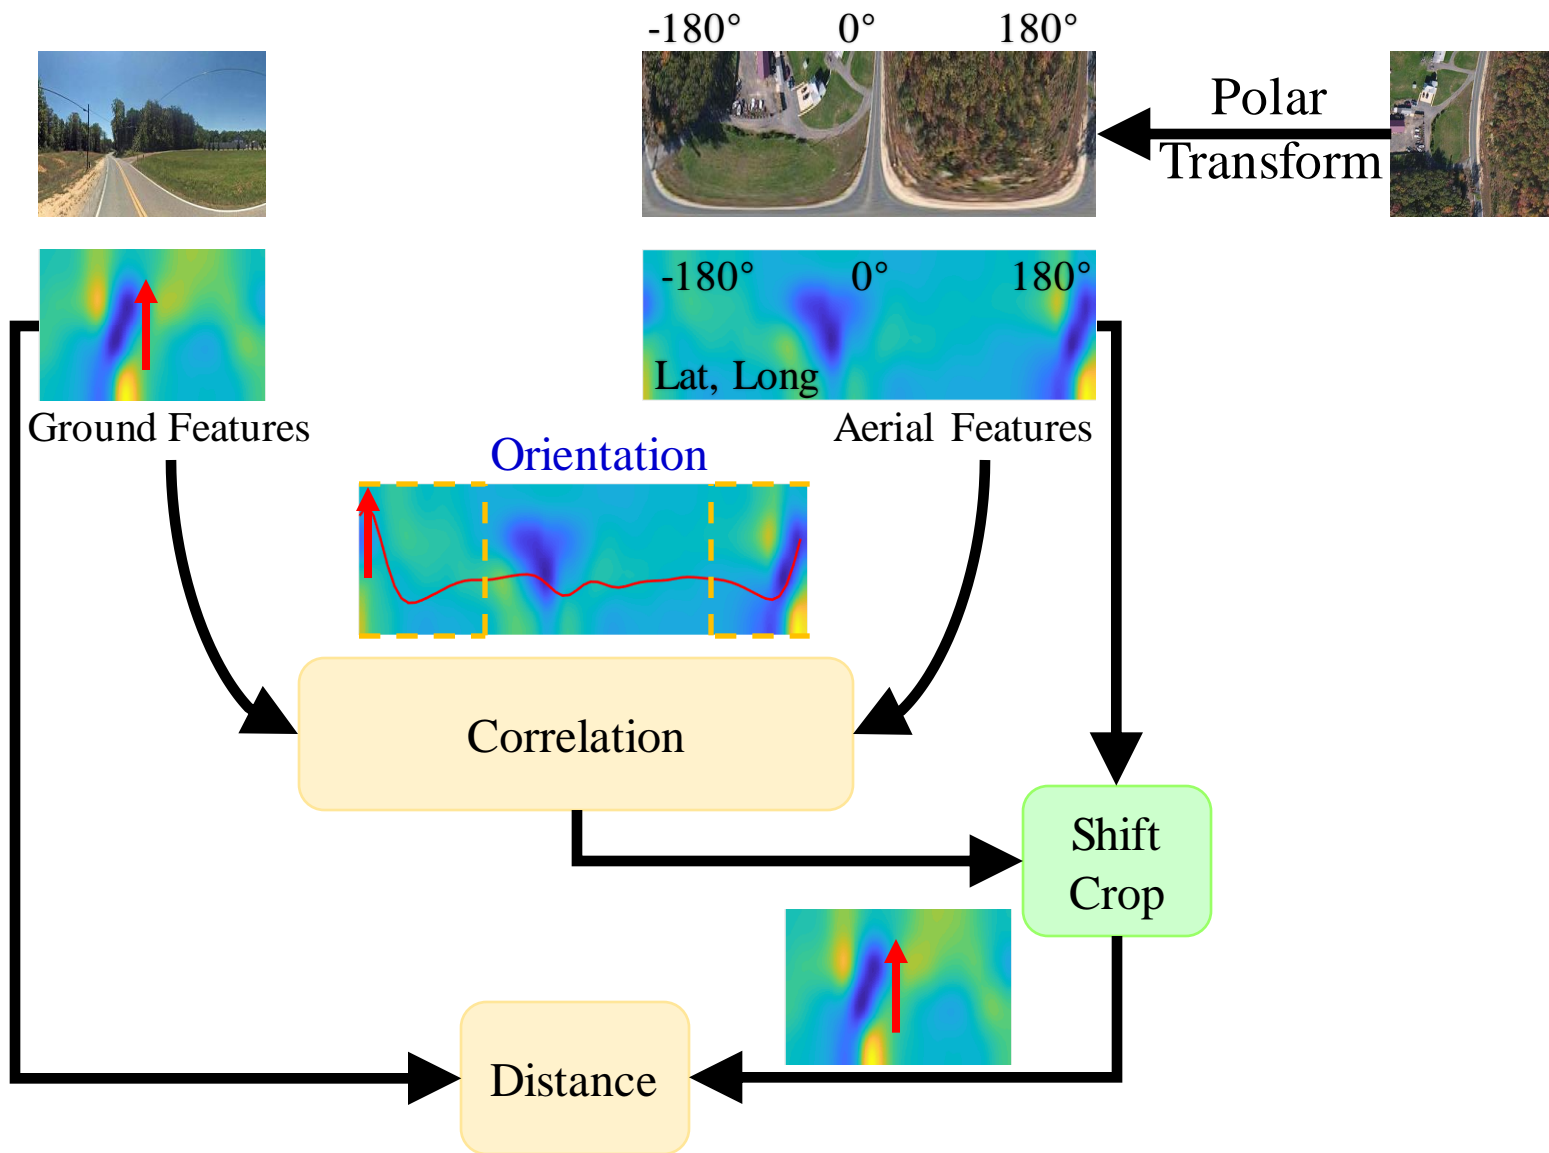 -180° 0° 180°
Polar
Transform
-180° 0° 180°
Lat, Long
Ground Features
Aerial Features
Orientation
Correlation
Shift
Crop
Distance